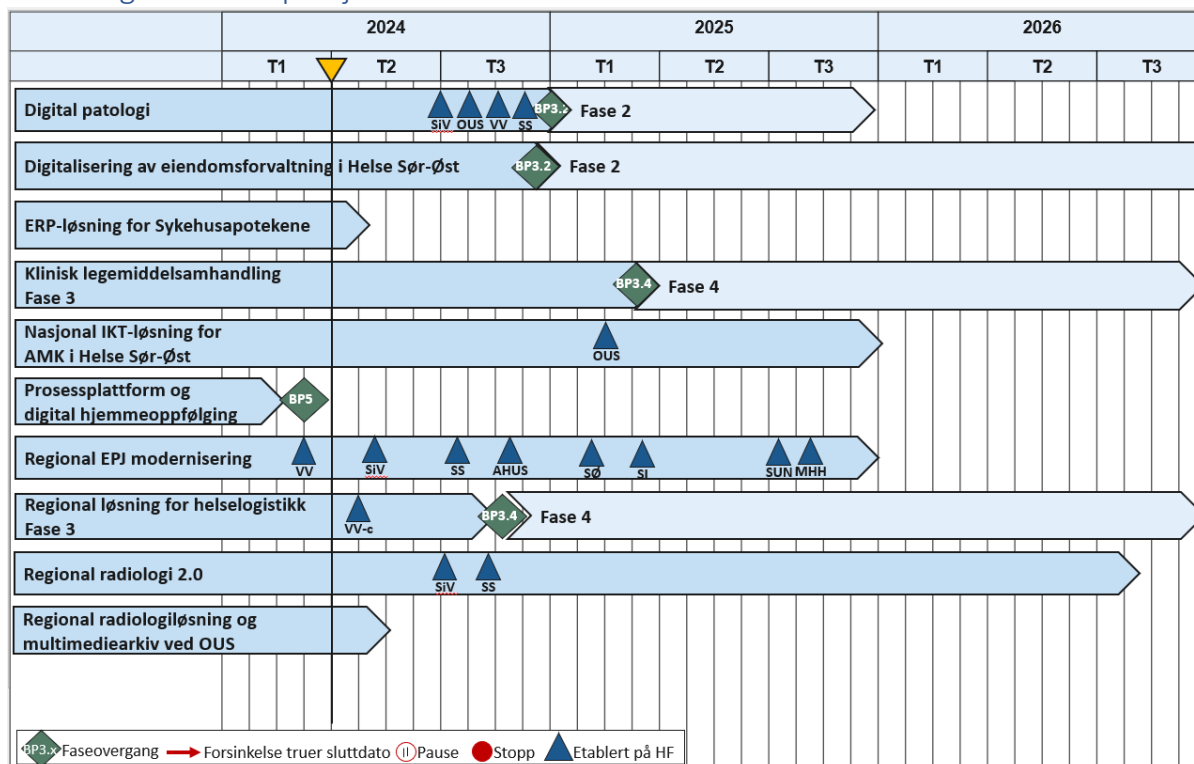 2024 2025 2026
T1 T2 T3 T1 T2 T3 T1 T2 T3
Digital patologi
SiV OUS VV SS BP3.2 Fase 2
Digitalisering av eiendomsforvaltning i Helse Sør-Øst BP3.2 Fase 2
ERP-løsning for Sykehusapotekene
Klinisk legemiddelsamhandling
Fase 3
BP3.4 Fase 4
Nasjonal IKT-løsning for
AMK i Helse Sør-Øst
OUS
Prosessplattform og
digital hjemmeoppfølging
BP5
Regional EPJ modernisering
VV SiV SS AHUS SØ SI SUN MHH
Regional løsning for helselogistikk
Fase 3
VV-c BP3.4 Fase 4
Regional radiologi 2.0
SiV SS
Regional radiologiløsning og
multimediearkiv ved OUS
BP3.x Faseovergang Forsinkelse truer sluttdato II Pause Stopp Etablert på HF